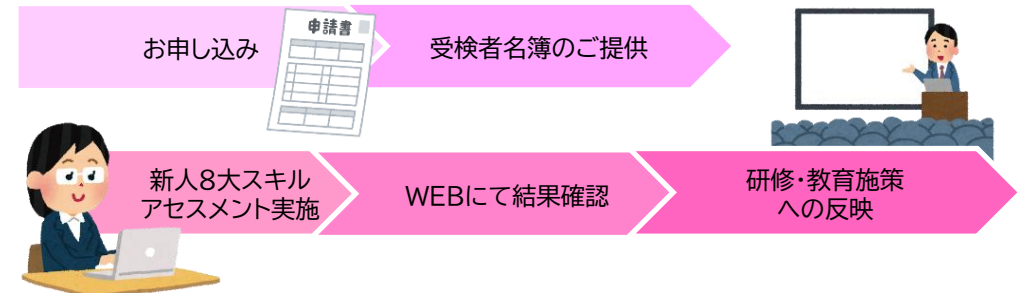 申請書
お申し込み
受検者名簿のご提供
新人8大スキル
アセスメント実施
WEBにて結果確認
研修・教育施策
への反映